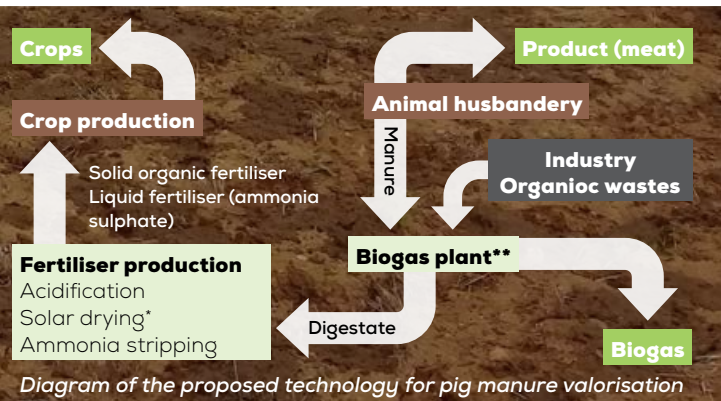 Crops
Product (meat)
Crop production
Animal husbandery
Manure
Industry
Organioc wastes
Solid organic fertiliser
Liquid fertiliser (ammonia
sulphate)
Biogas plant**
Fertiliser production
Acidification
Solar drying*
Ammonia stripping
Digestate
Biogas
Diagram of the proposed technology for pig manure valorisation